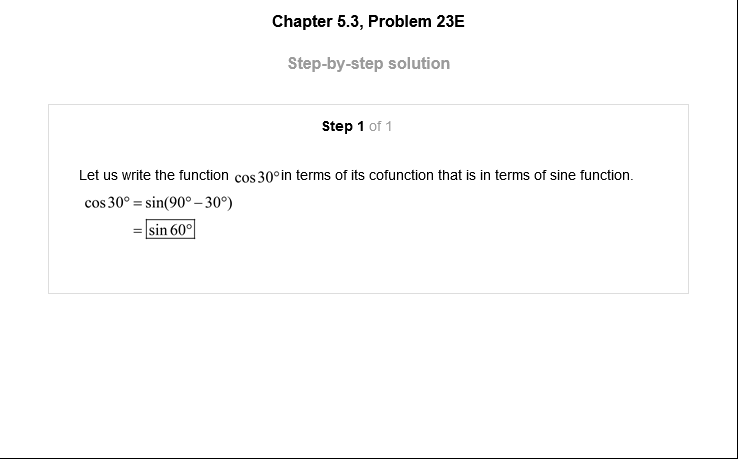 Chapter 5.3, Problem 23E
Step-by-step solution
Step 1 of 1
Let us write the function cos 30° in terms of its cofunction that is in terms of sine function.
cos 30° = sin(90° − 30°)
= sin 60°